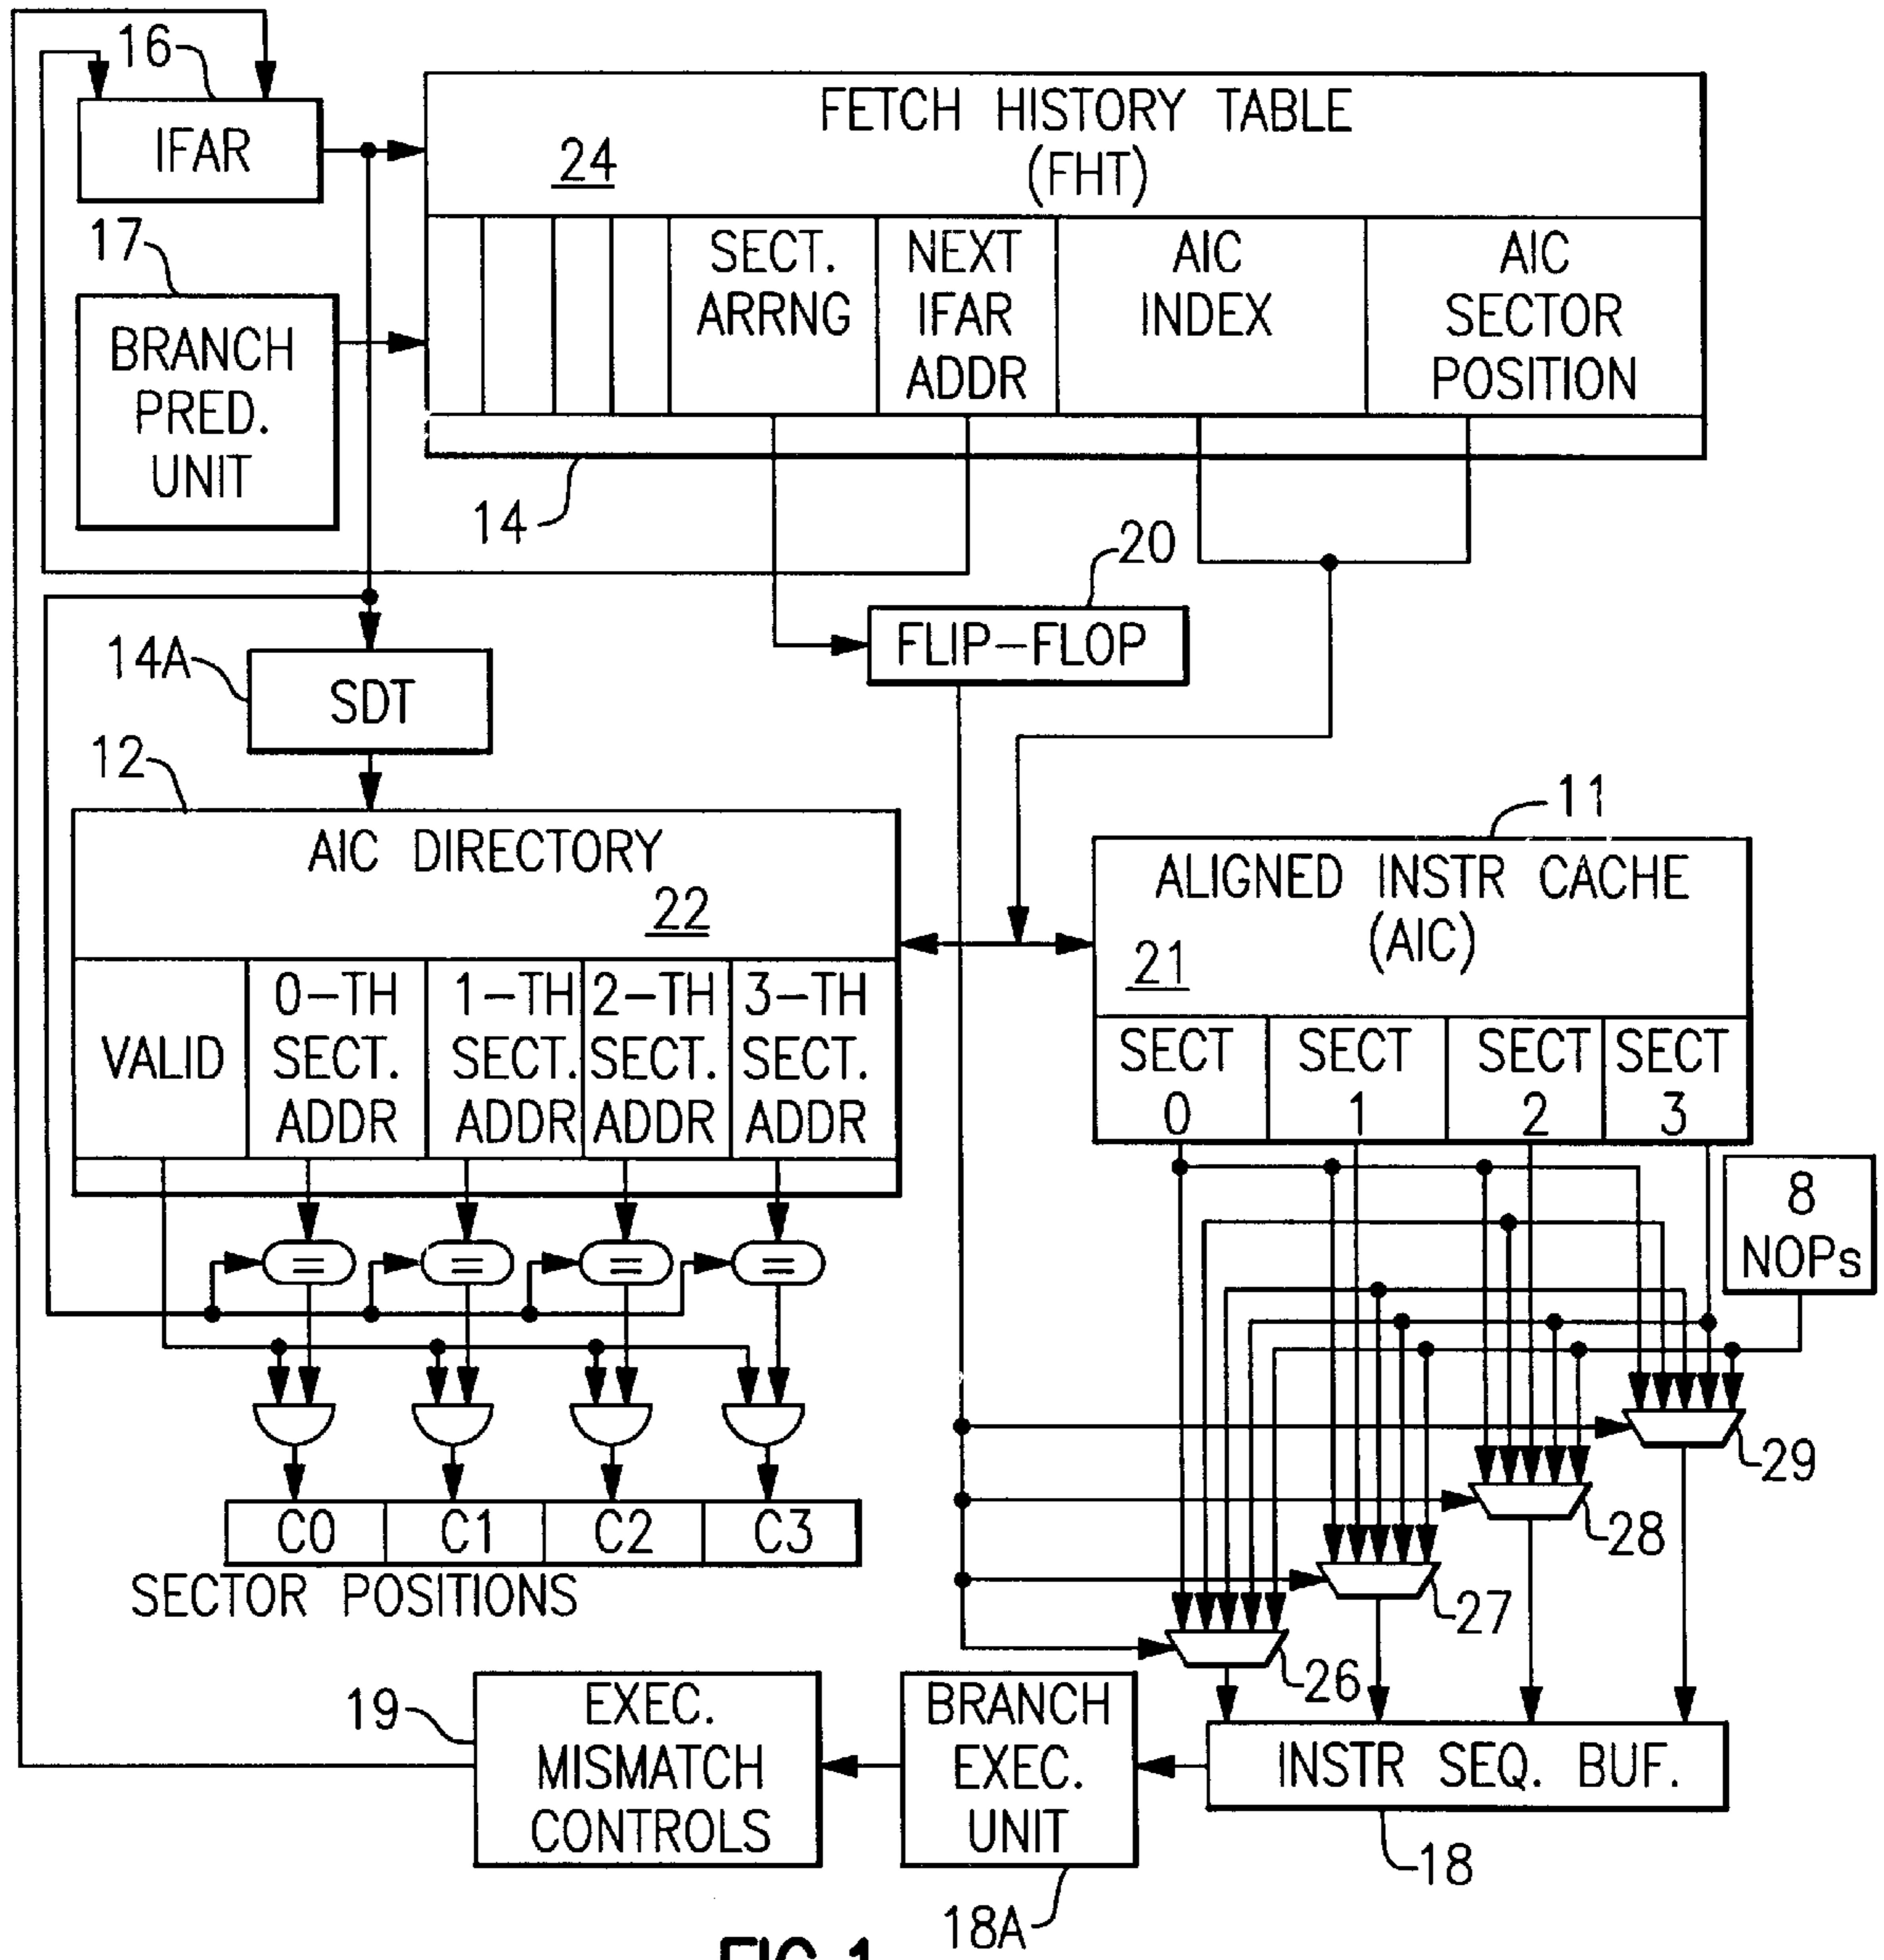 16
IFAR
FETCH HISTORY TABLE
(FHT)
24
17
BRANCH
PRED.
UNIT
SECT.
ARRNG
NEXT
IFAR
ADDR
AIC
INDEX
AIC
SECTOR
POSITION
14
20
FLIP-FLOP
14A
SDT
12
AIC DIRECTORY
22
VALID
0-TH
SECT.
ADDR
1-TH
SECT.
ADDR
2-TH
SECT.
ADDR
3-TH
SECT.
ADDR
11
ALIGNED INSTR CACHE
(AIC)
21
SECT
0
SECT
1
SECT
2
SECT
3
8
NOPs
=
=
=
=
29
28
27
26
C0
C1
C2
C3
SECTOR POSITIONS
19
EXEC.
MISMATCH
CONTROLS
BRANCH
EXEC.
UNIT
18A
INSTR SEQ. BUF.
18
FIG.1